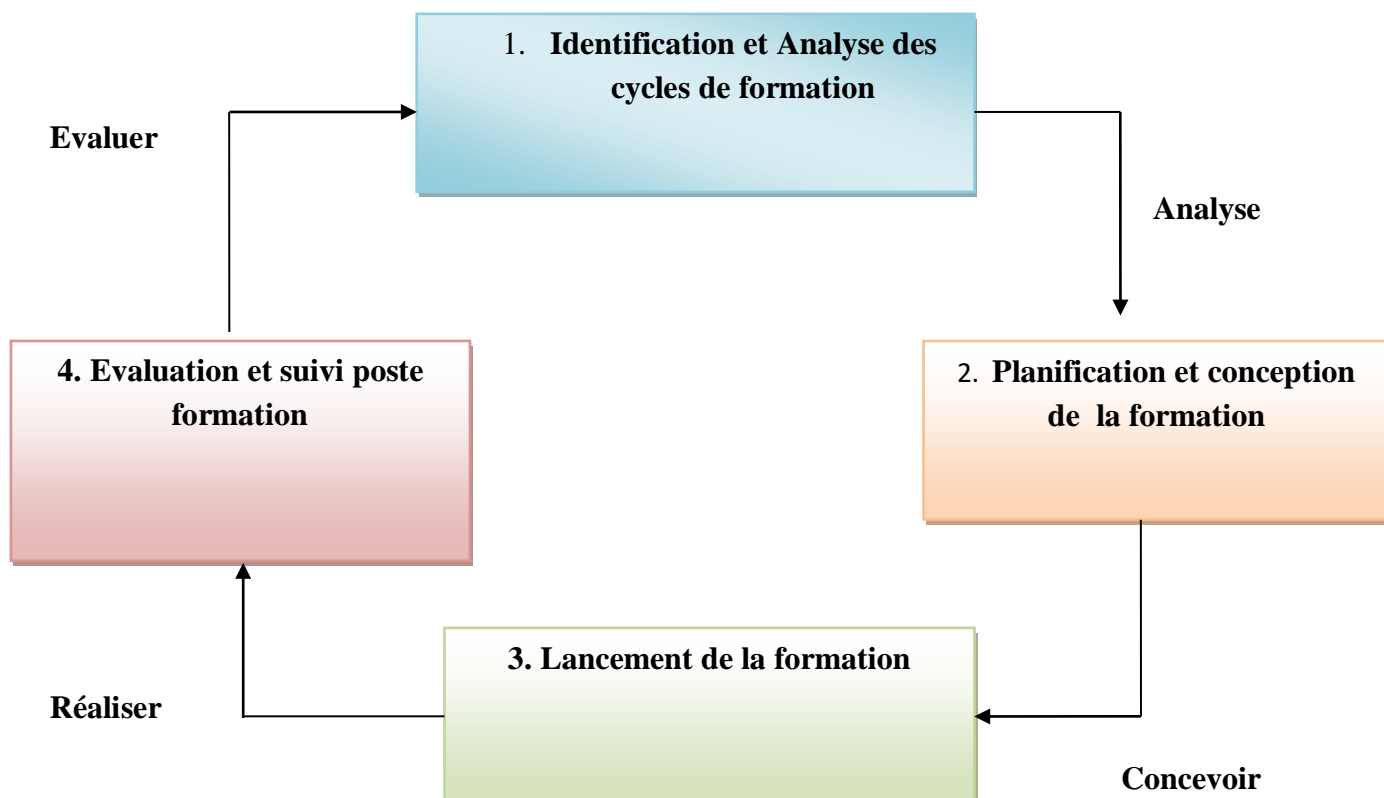 1. Identification et Analyse des
cycles de formation
Evaluer
Analyse
4. Evaluation et suivi poste
formation
2. Planification et conception
de la formation
3. Lancement de la formation
Réaliser
Concevoir